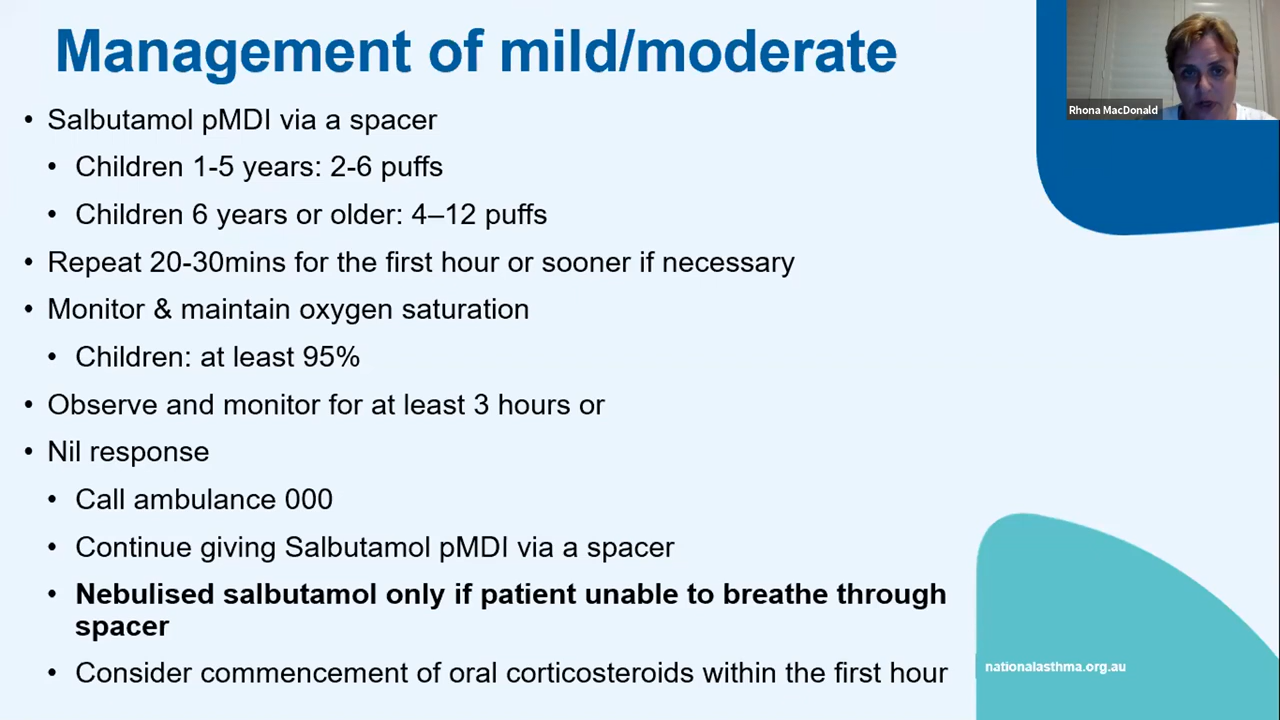 Management of mild/moderate
Rhona MacDonald
• Salbutamol pMDI via a spacer
• Children 1-5 years: 2-6 puffs
• Children 6 years or older: 4–12 puffs
• Repeat 20-30mins for the first hour or sooner if necessary
• Monitor & maintain oxygen saturation
• Children: at least 95%
• Observe and monitor for at least 3 hours or
• Nil response
• Call ambulance 000
• Continue giving Salbutamol pMDI via a spacer
• Nebulised salbutamol only if patient unable to breathe through
spacer
• Consider commencement of oral corticosteroids within the first hour
nationalasthma.org.au